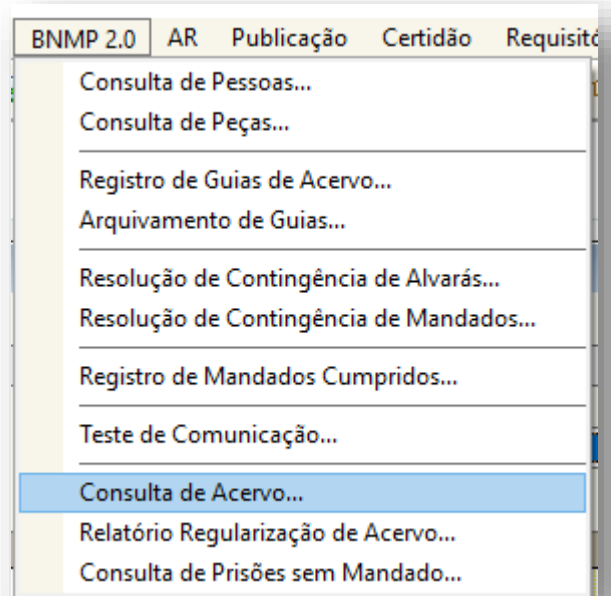 BNMP 2.0 AR Publicação Certidão Requisitó
Consulta de Pessoas...
Consulta de Peças...
Registro de Guias de Acervo...
Arquivamento de Guias...
Resolução de Contingência de Alvarás...
Resolução de Contingência de Mandados...
Registro de Mandados Cumpridos...
Teste de Comunicação...
Consulta de Acervo...
Relatório Regularização de Acervo...
Consulta de Prisões sem Mandado...